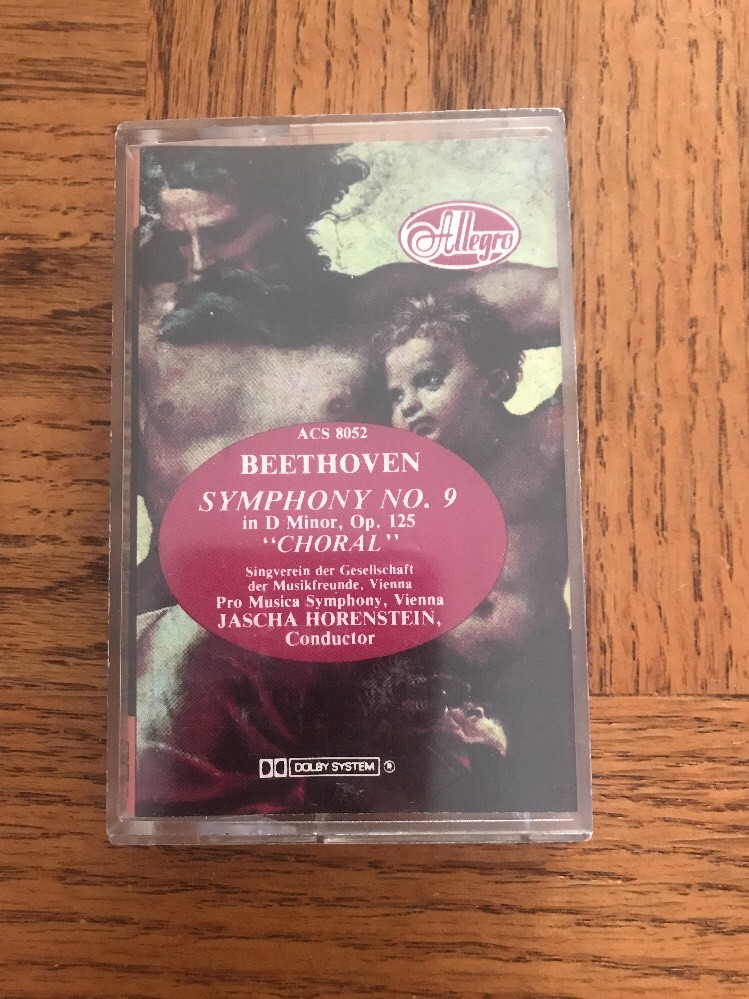 Allegro
ACS 8052
BEETHOVEN
SYMPHONY NO. 9
in D Minor, Op. 125
"CHORAL"
Singverein der Gesellschaft
der Musikfreunde, Vienna
Pro Musica Symphony, Vienna
JASCHA HORENSTEIN,
Conductor
DOLBY SYSTEM ®